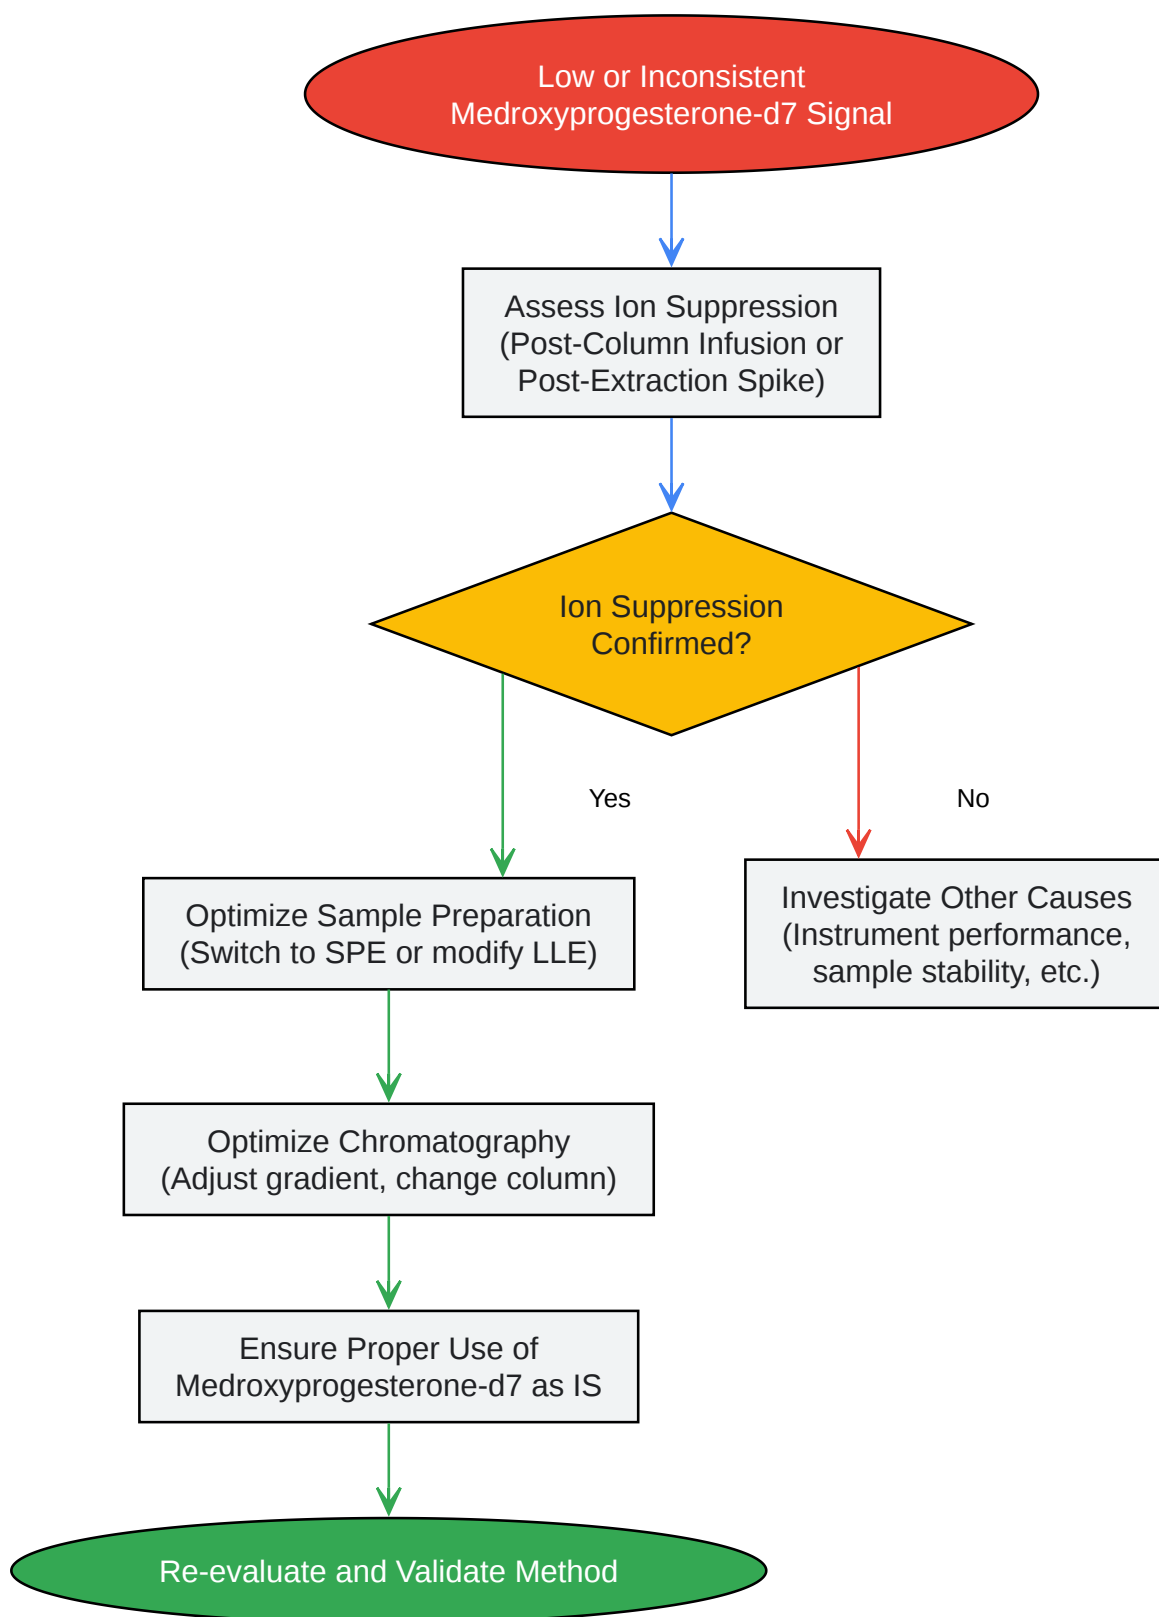 Low or Inconsistent
Medroxyprogesterone-d7 Signal
Assess Ion Suppression
(Post-Column Infusion or
Post-Extraction Spike)
Ion Suppression
Confirmed?
Yes
No
Optimize Sample Preparation
(Switch to SPE or modify LLE)
Investigate Other Causes
(Instrument performance,
sample stability, etc.)
Optimize Chromatography
(Adjust gradient, change column)
Ensure Proper Use of
Medroxyprogesterone-d7 as IS
Re-evaluate and Validate Method